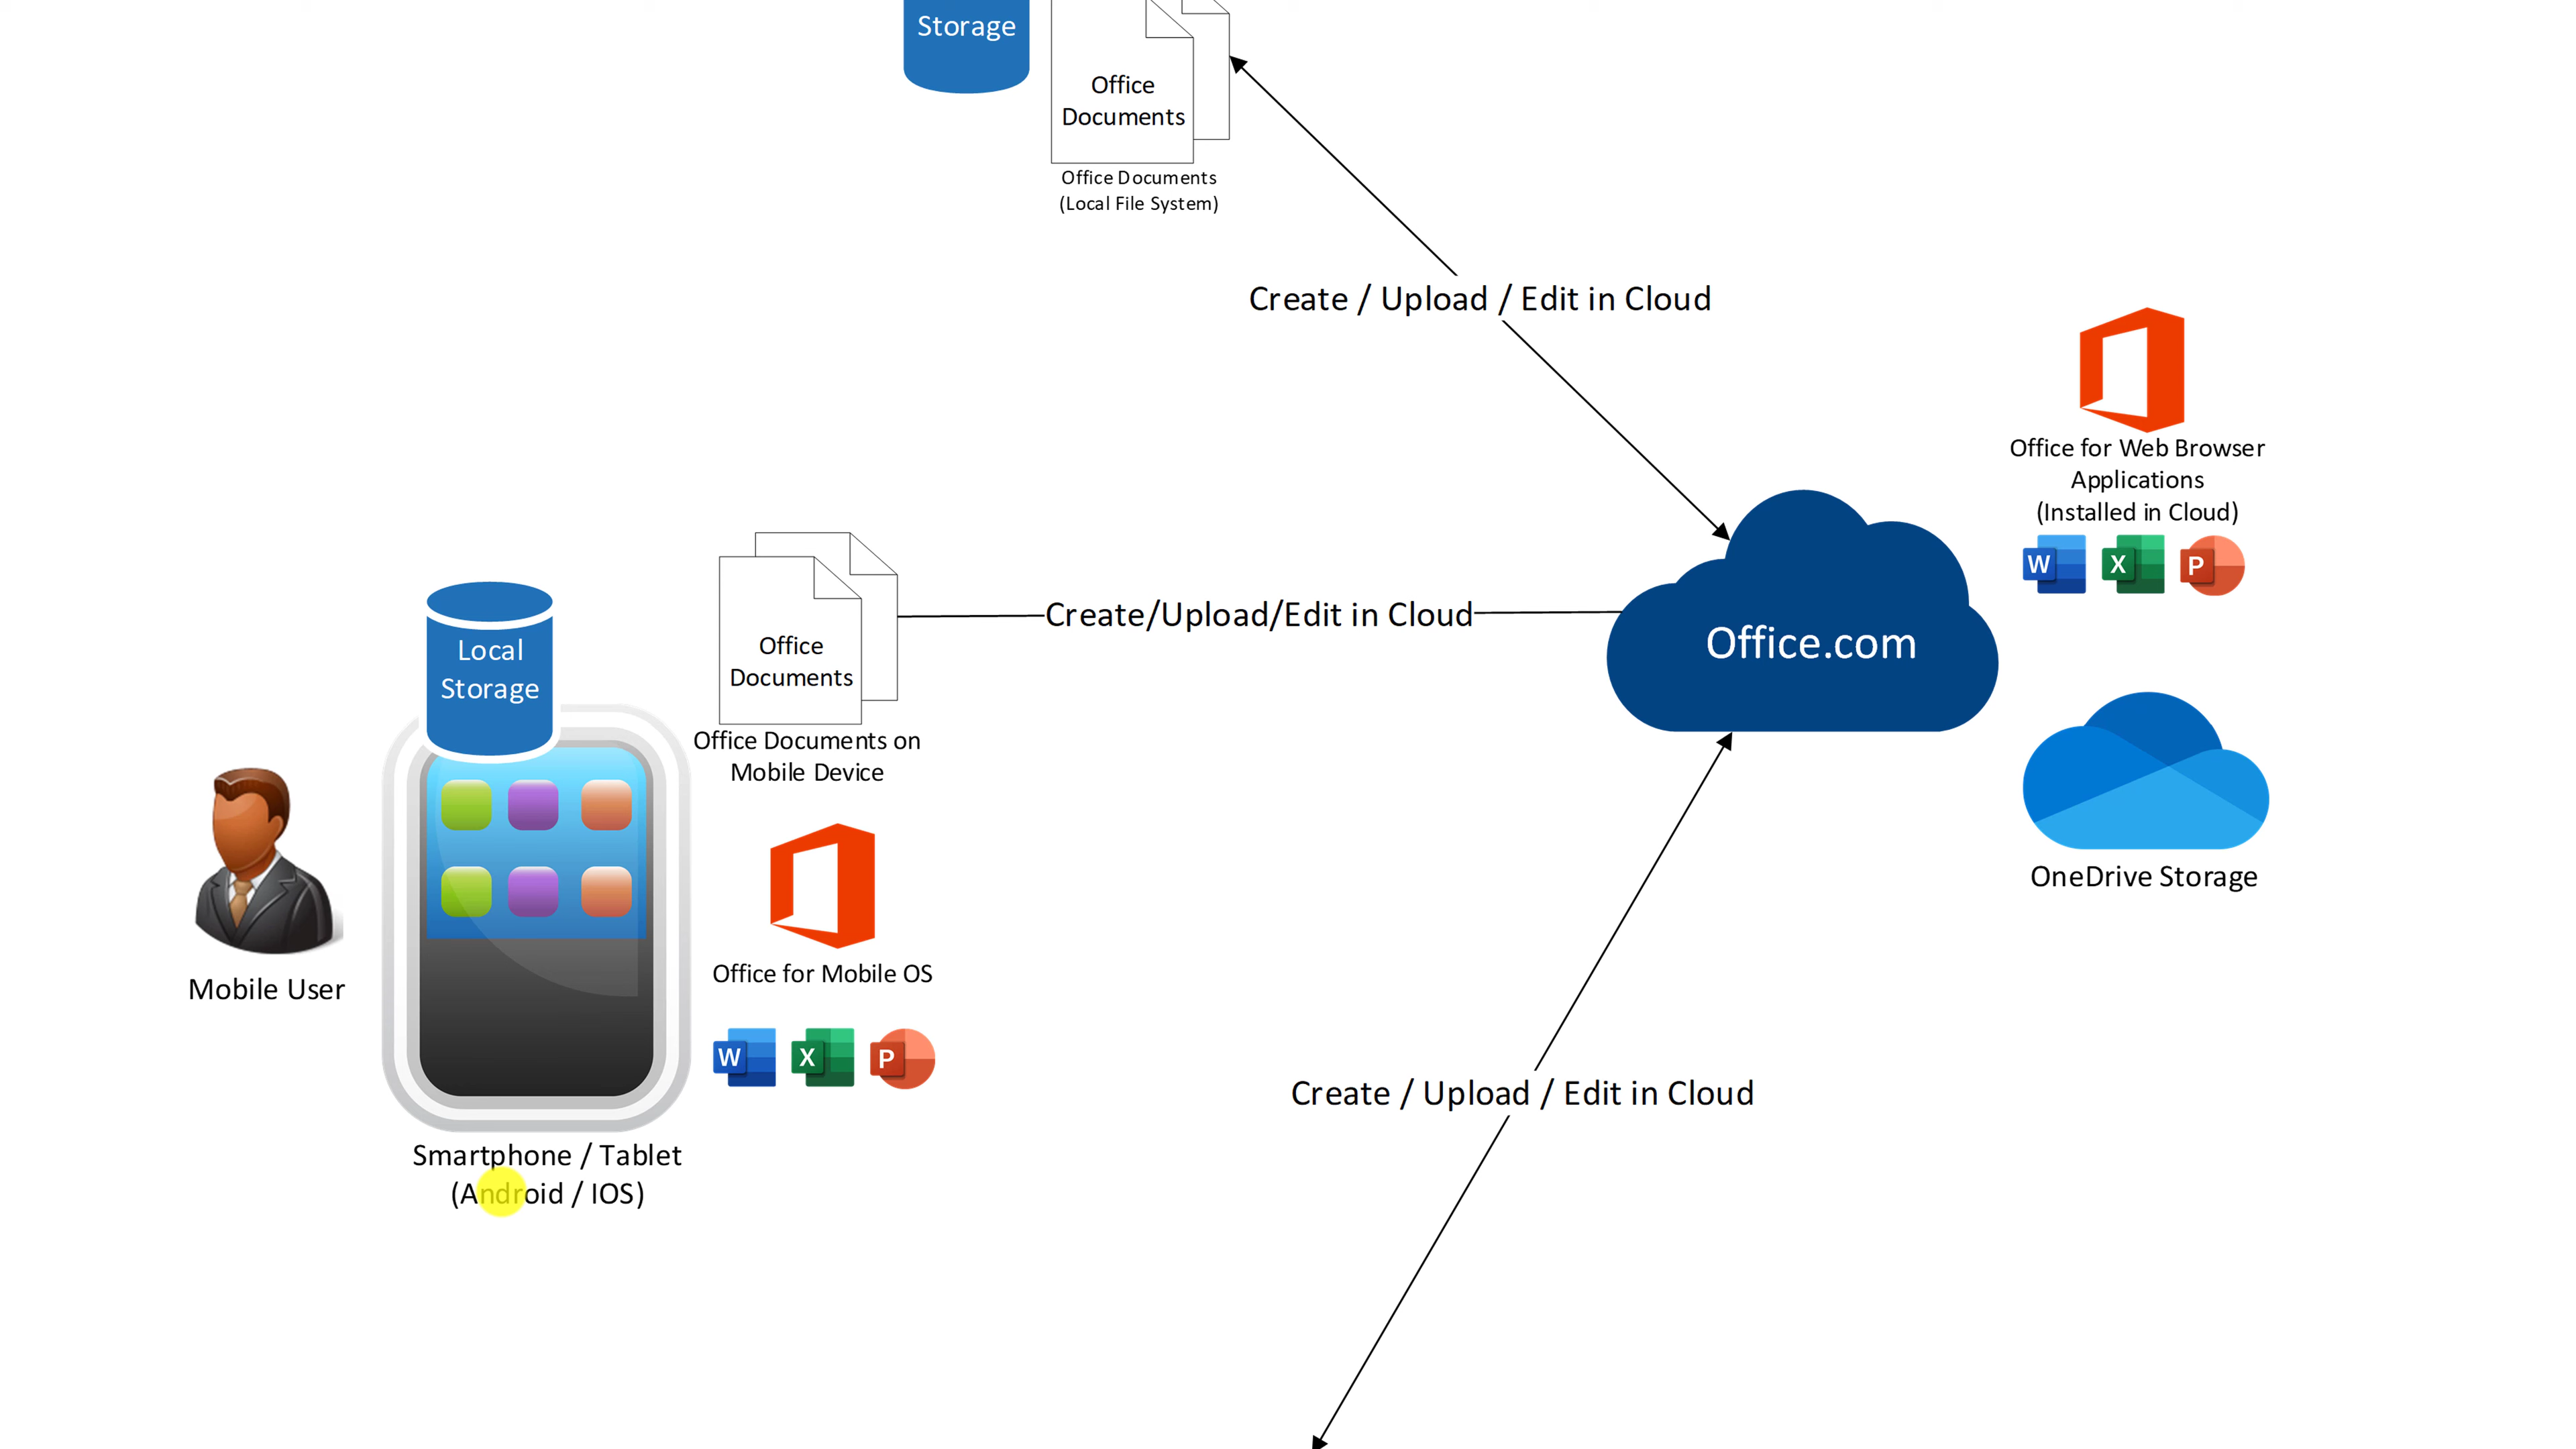 Storage
Office
Documents
Office Documents
(Local File System)
Create / Upload / Edit in Cloud
Office for Web Browser
Applications
(Installed in Cloud)
W X P
Office
Documents
Create/Upload/Edit in Cloud
Office.com
Local
Storage
Office Documents on
Mobile Device
OneDrive Storage
Mobile User
Office for Mobile OS
W X P
Create / Upload / Edit in Cloud
Smartphone / Tablet
(Android / IOS)